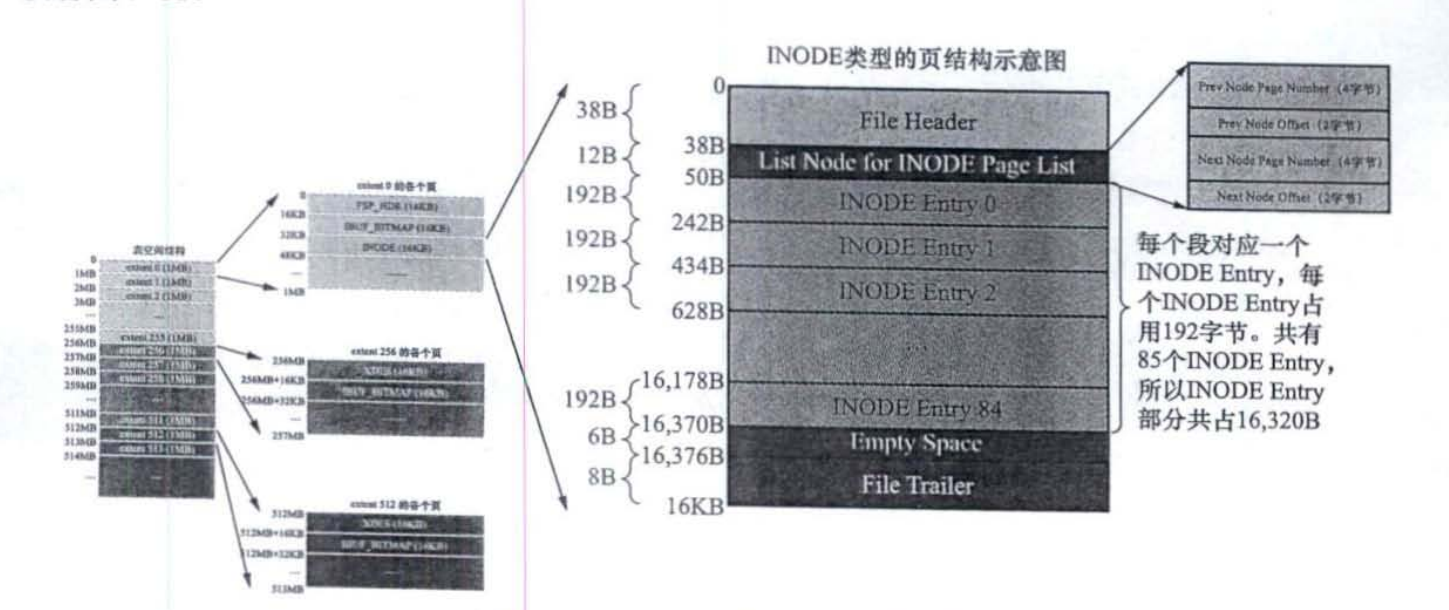 INODE类型的页结构示意图
0
38B
File Header
38B
12B
List Node for INODE Page List
50B
192B
INODE Entry 0
242B
192B
INODE Entry 1
434B
192B
INODE Entry 2
628B
...
16,178B
192B
INODE Entry 84
16,370B
6B
Empty Space
16,376B
8B
File Trailer
16KB
Prev Node Page Number（4字节）
Prev Node Offset（2字节）
Next Node Page Number（4字节）
Next Node Offset（2字节）
每个段对应一个
INODE Entry，每
个INODE Entry占
用192字节。共有
85个INODE Entry，
所以INODE Entry
部分共占16,320B
表空间结构
0
extent 0 (1MB)
1MB
extent 1 (1MB)
2MB
extent 2 (1MB)
3MB
...
...
255MB
extent 255 (1MB)
256MB
extent 256 (1MB)
257MB
extent 257 (1MB)
258MB
extent 258 (1MB)
259MB
...
...
511MB
extent 511 (1MB)
512MB
extent 512 (1MB)
513MB
extent 513 (1MB)
514MB
...
...
extent 0 的各个页
0
FSP_HDR (16KB)
16KB
IBUF_BITMAP (16KB)
32KB
INODE (16KB)
48KB
...
......
1MB
extent 256 的各个页
256MB
XDES (16KB)
256MB+16KB
IBUF_BITMAP (16KB)
256MB+32KB
...
......
257MB
extent 512 的各个页
512MB
XDES (16KB)
512MB+16KB
IBUF_BITMAP (16KB)
512MB+32KB
...
......
513MB